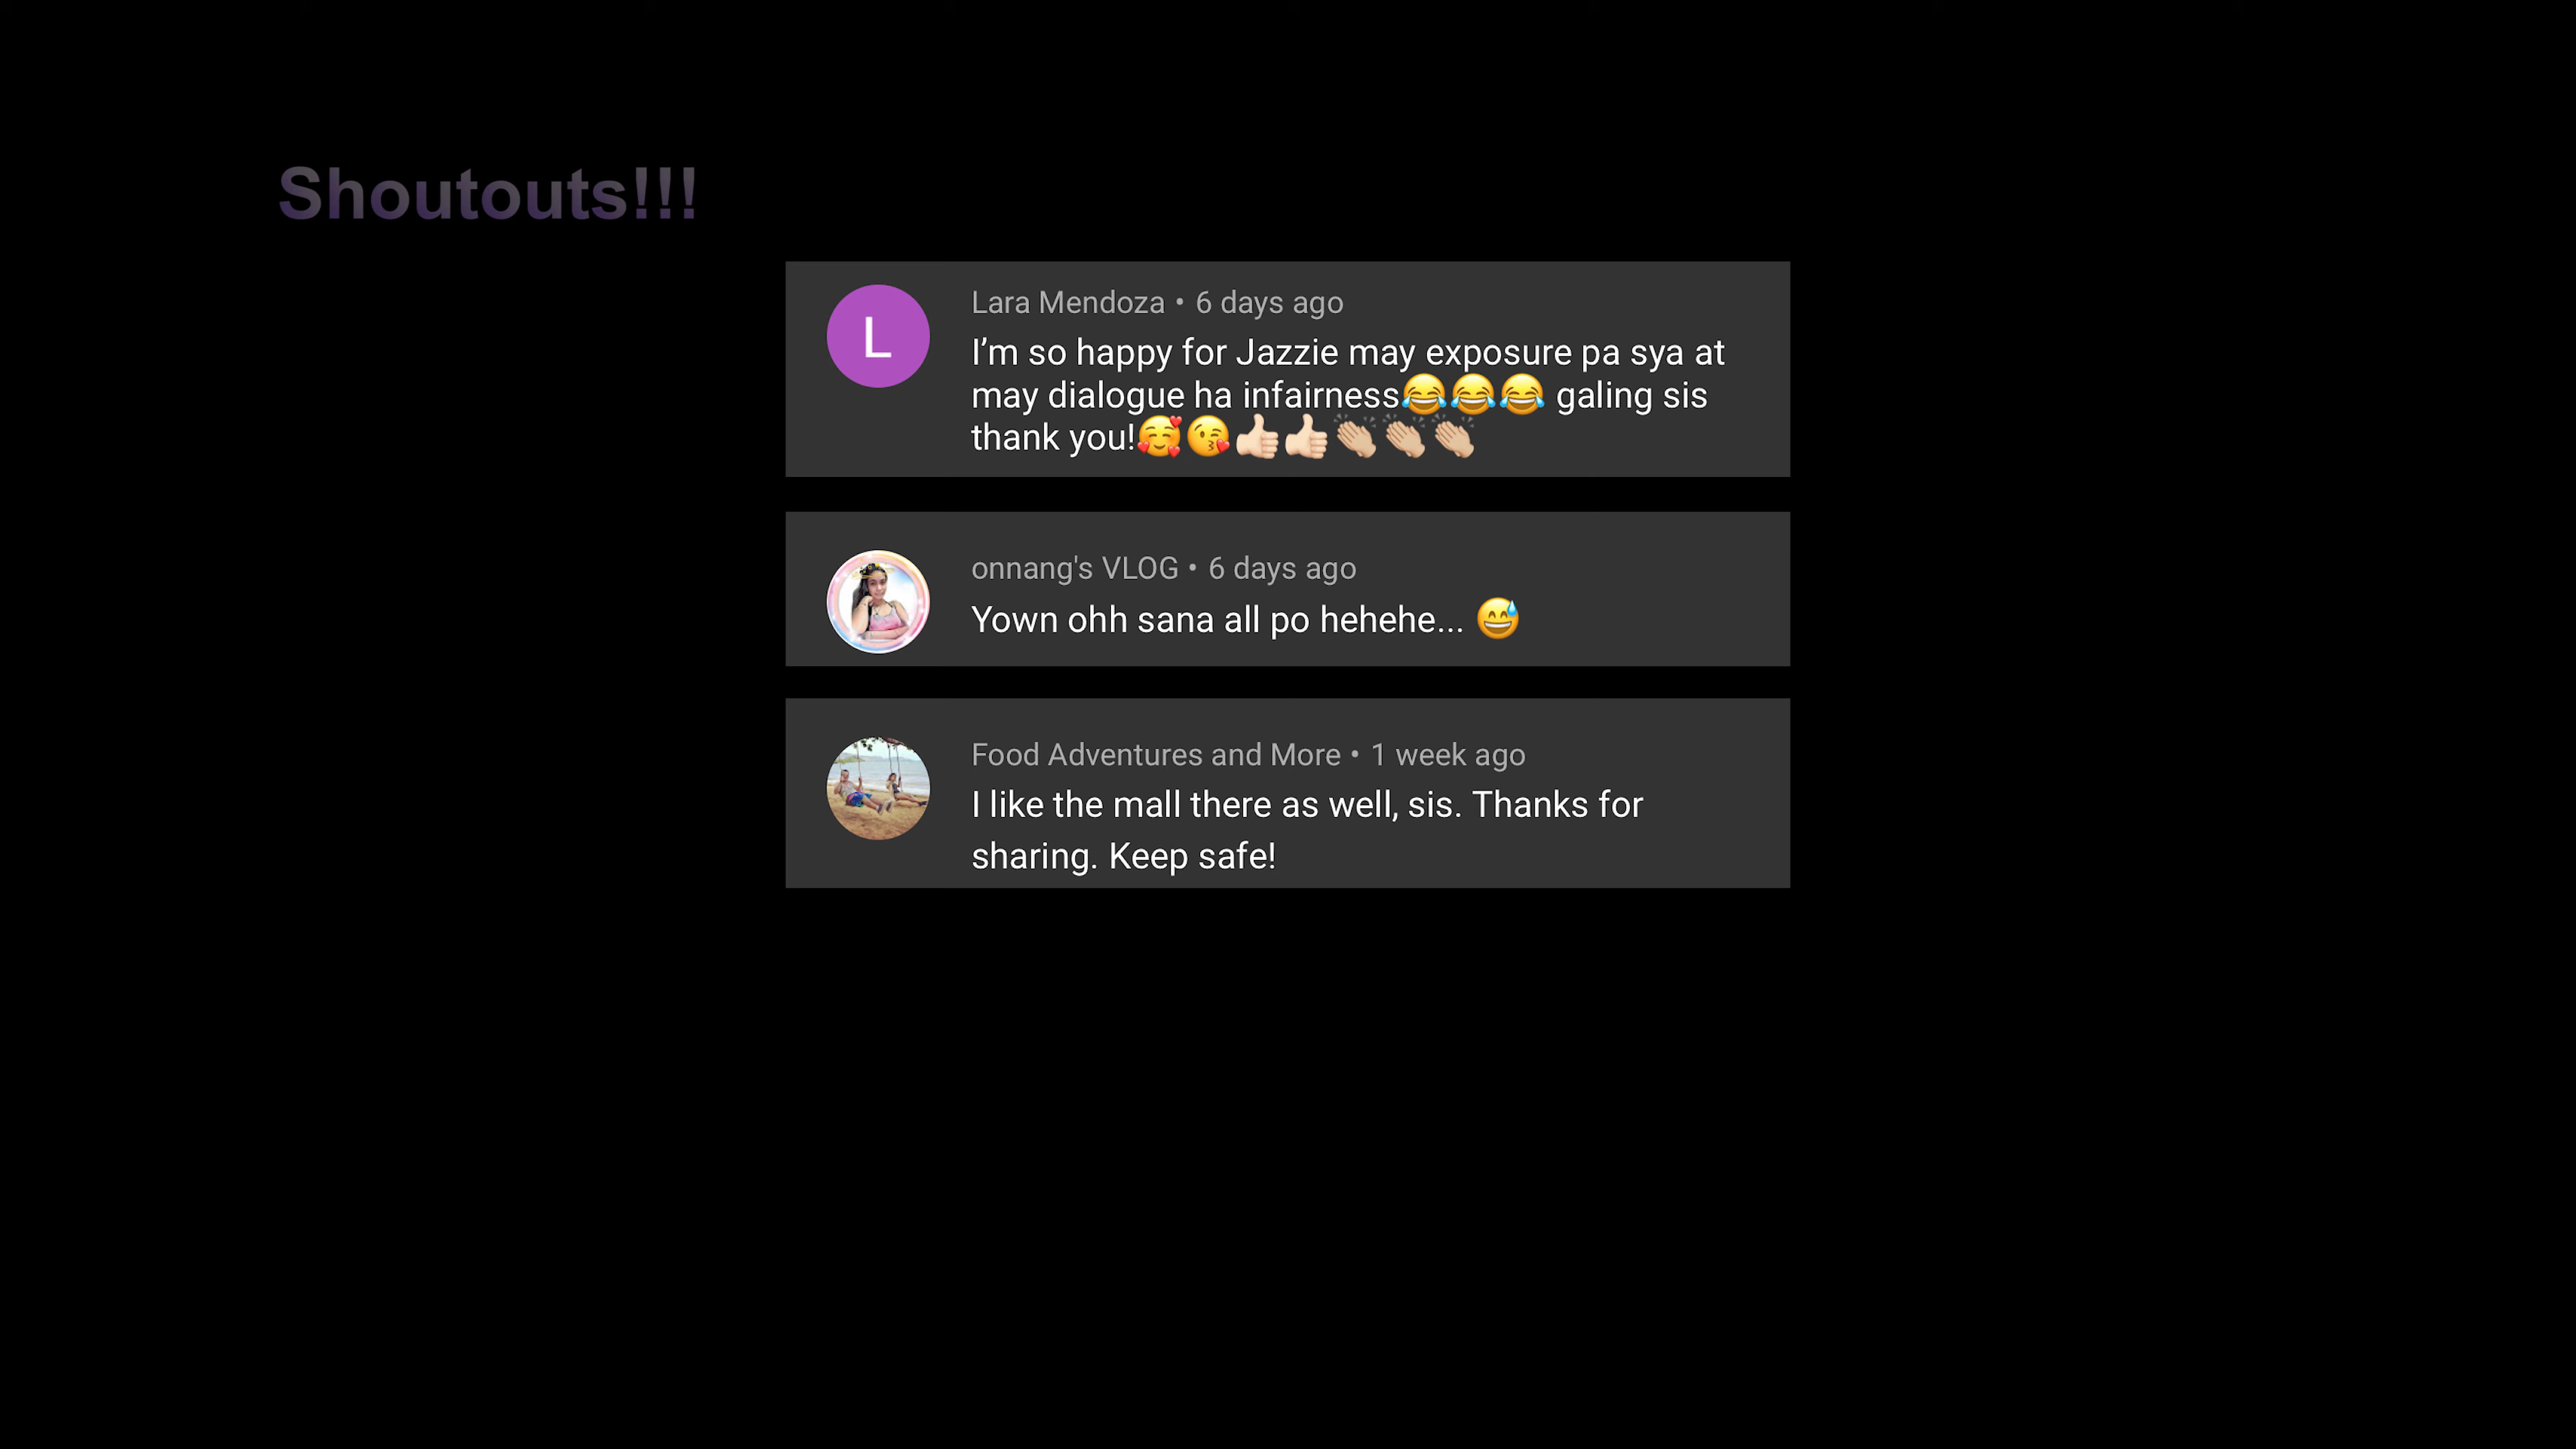 Shoutouts!!!
L
Lara Mendoza • 6 days ago
I’m so happy for Jazzie may exposure pa sya at
may dialogue ha infairness😂😂😂 galing sis
thank you!🥰😘👍🏻👍🏻👏🏻👏🏻👏🏻
onnang's VLOG • 6 days ago
Yown ohh sana all po hehehe... 😅
Food Adventures and More • 1 week ago
I like the mall there as well, sis. Thanks for
sharing. Keep safe!